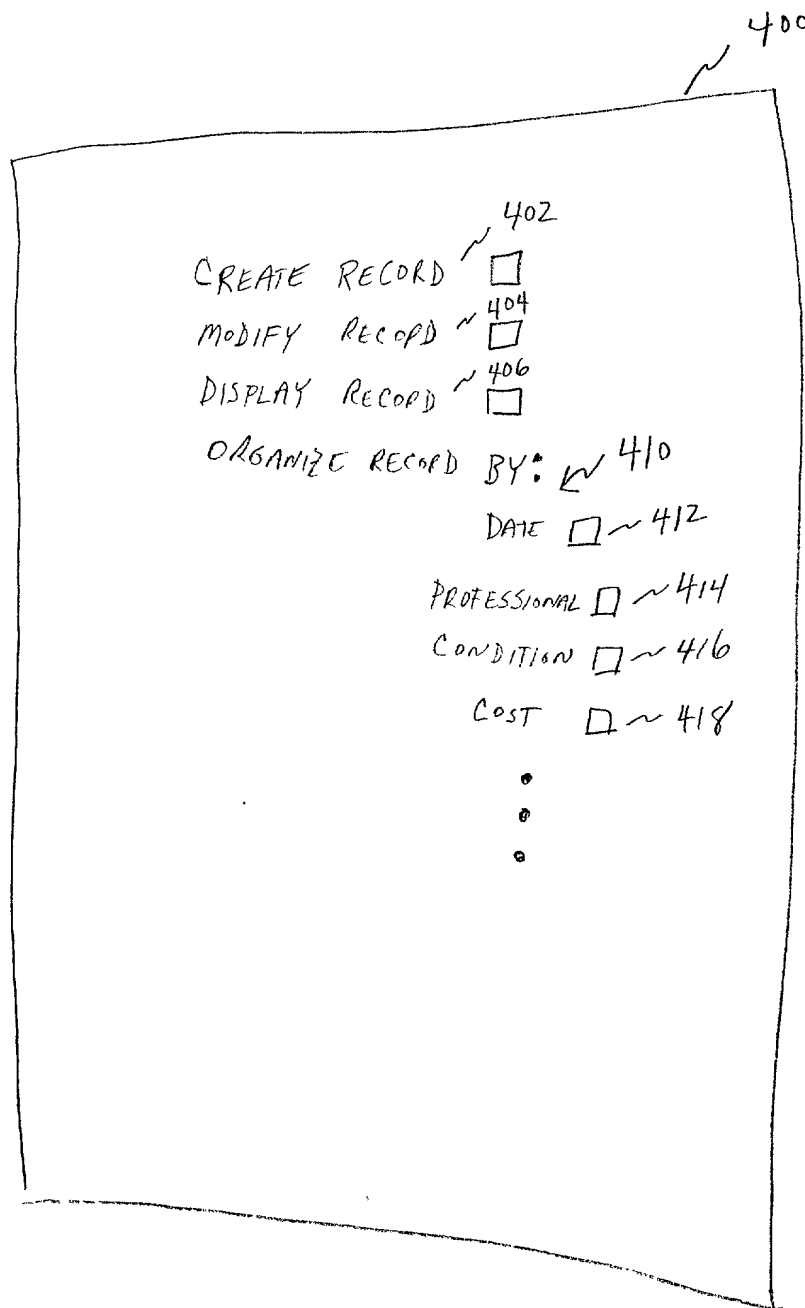 400
402
CREATE RECORD
MODIFY RECORD 404
DISPLAY RECORD 406
ORGANIZE RECORD BY: 410
DATE 412
PROFESSIONAL 414
CONDITION 416
COST 418